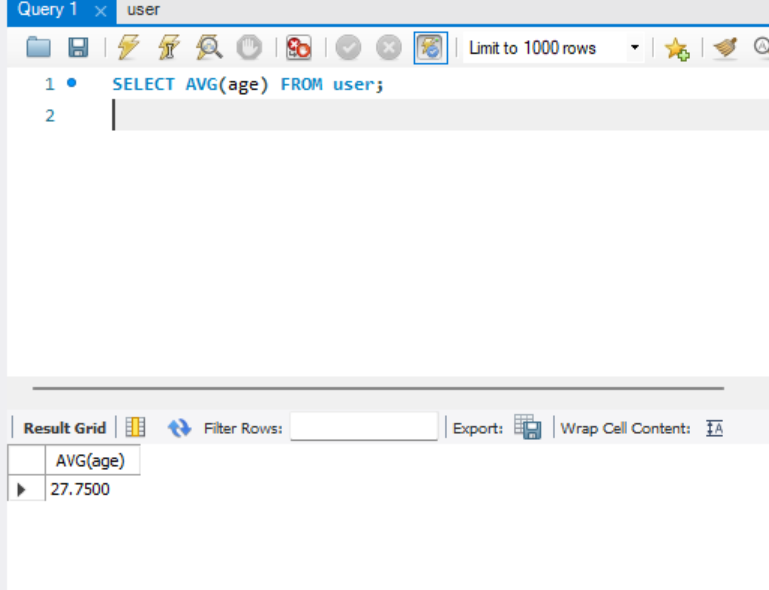 Query 1 × user
Limit to 1000 rows
1 SELECT AVG(age) FROM user;
2
Result Grid Filter Rows: Export: Wrap Cell Content: IA
AVG(age)
27.7500